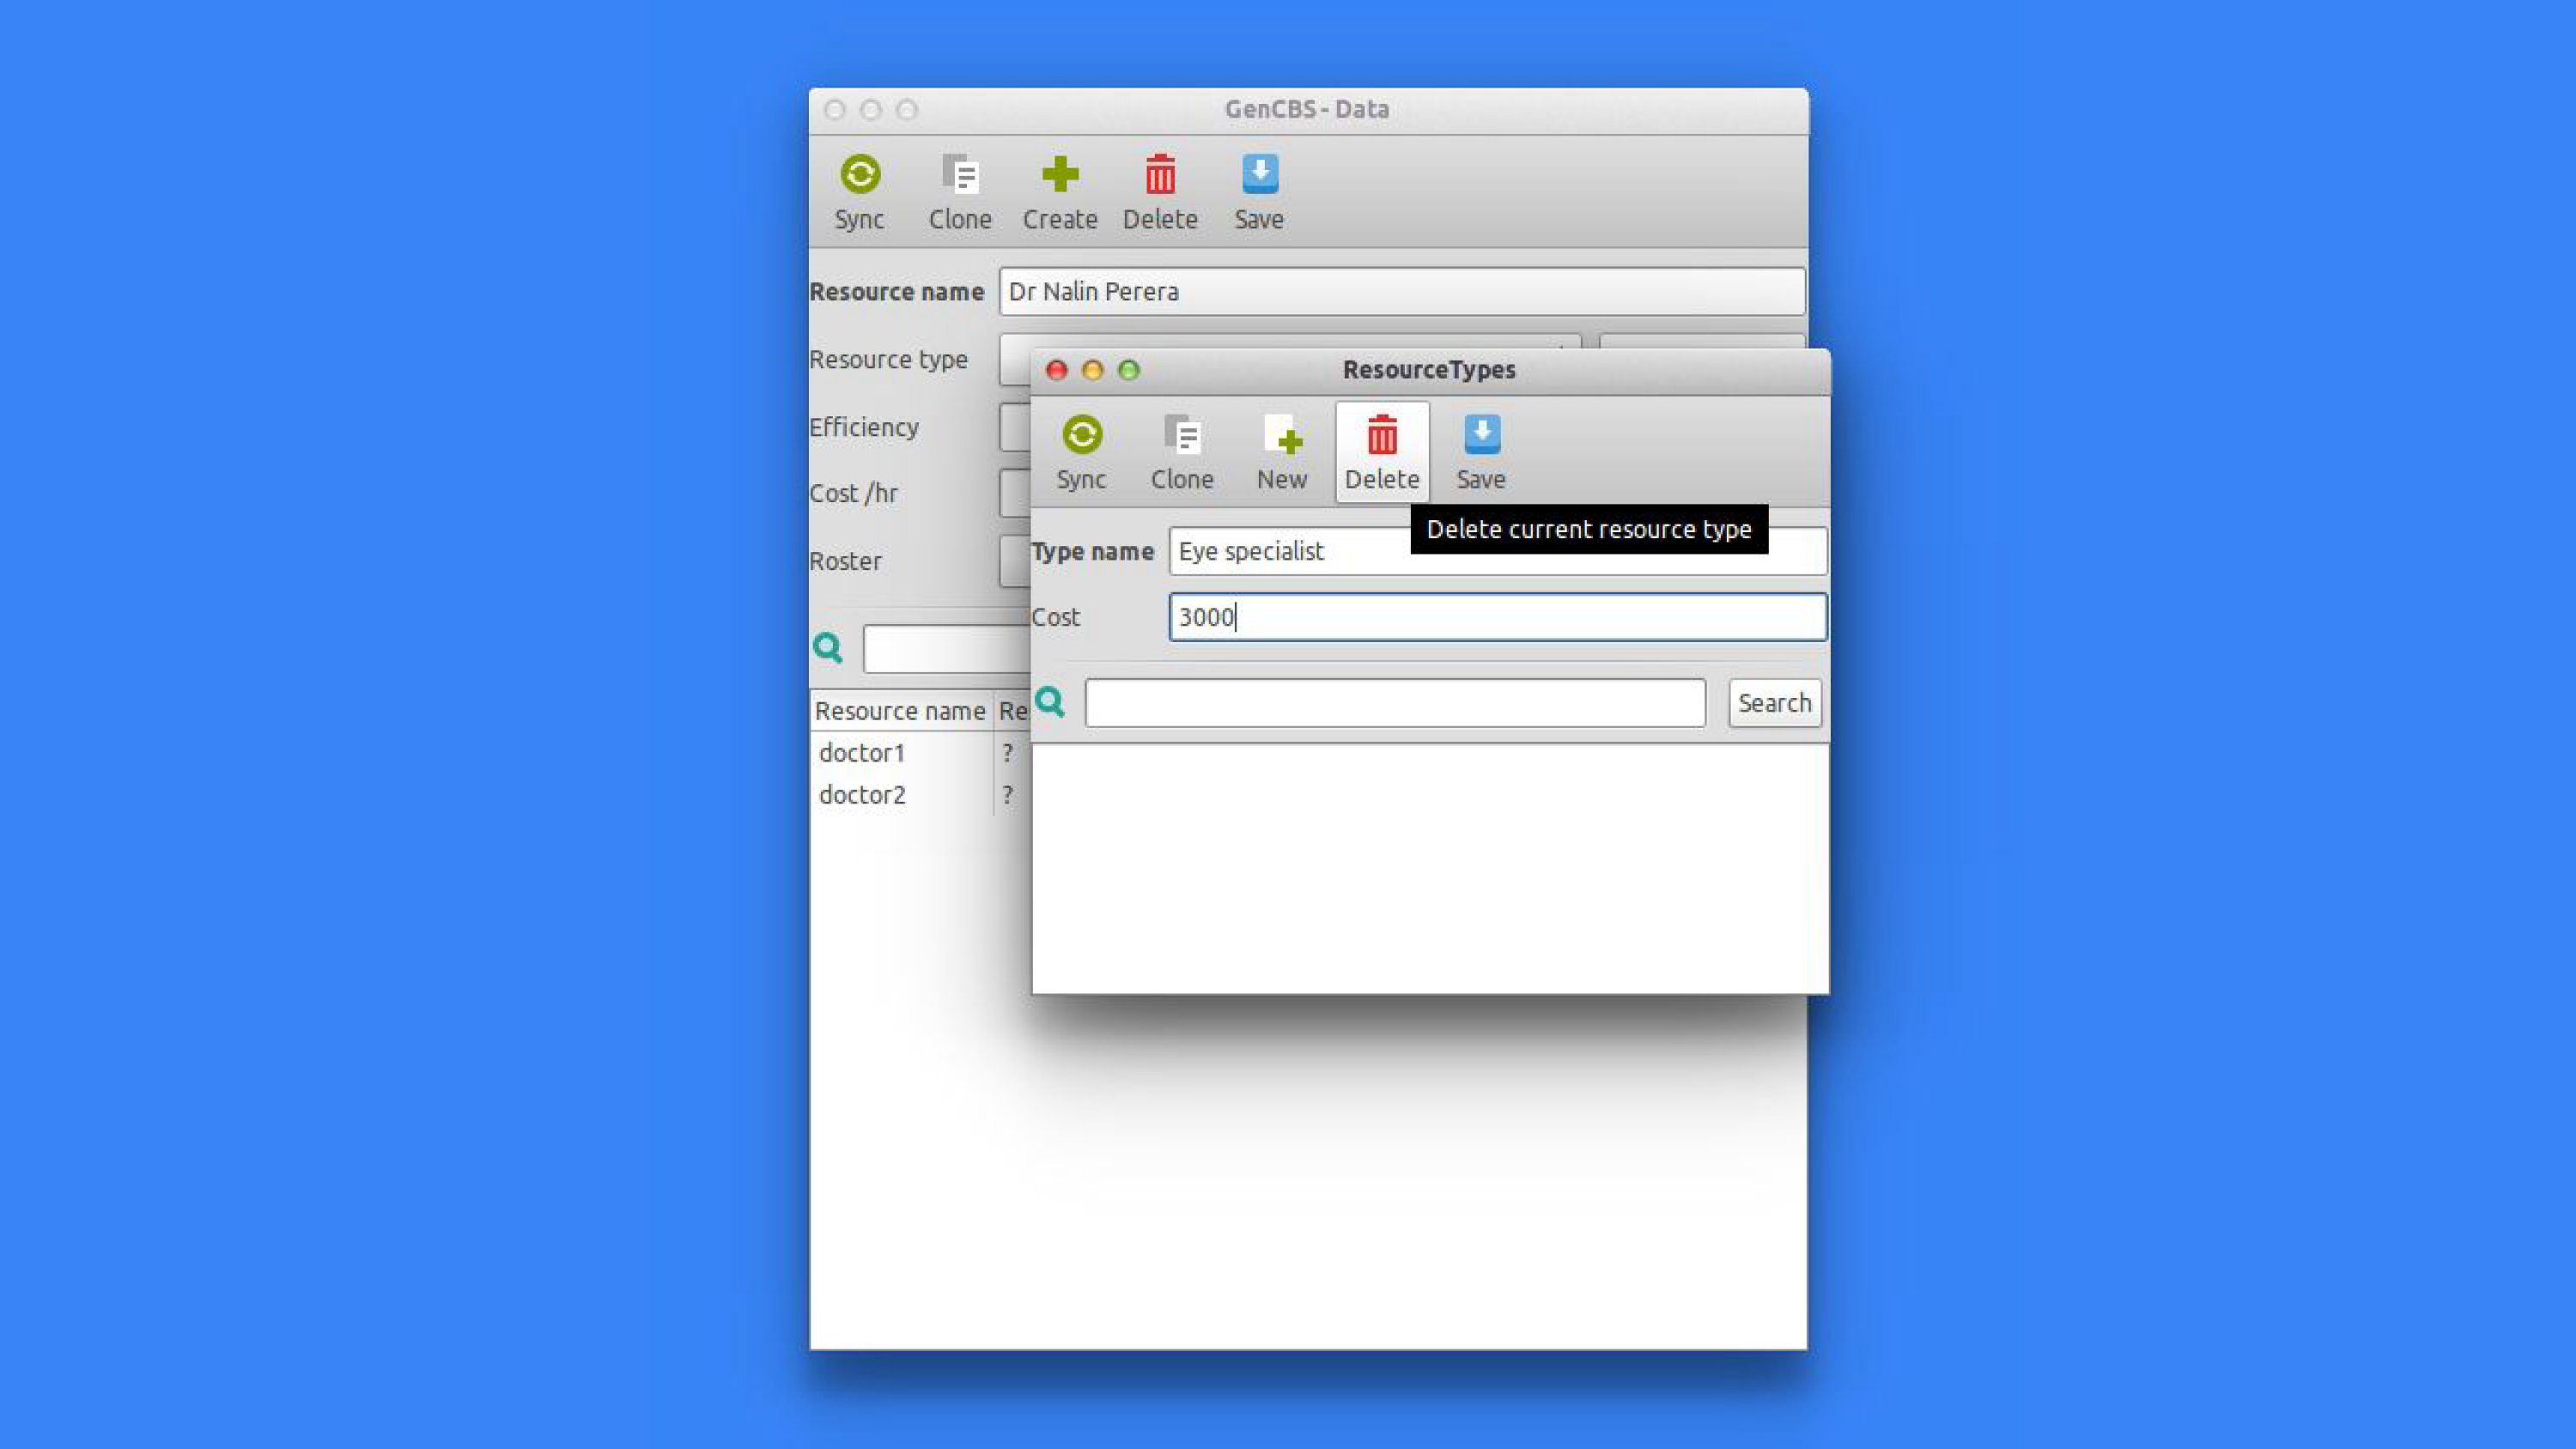 GenCBS - Data
Sync Clone Create Delete Save
Resource name Dr Nalin Perera
Resource type
Efficiency
Cost /hr
Roster
Resource name Re
doctor1 ?
doctor2 ?
ResourceTypes
Sync Clone New Delete Save
Delete current resource type
Type name Eye specialist
Cost 3000
Search